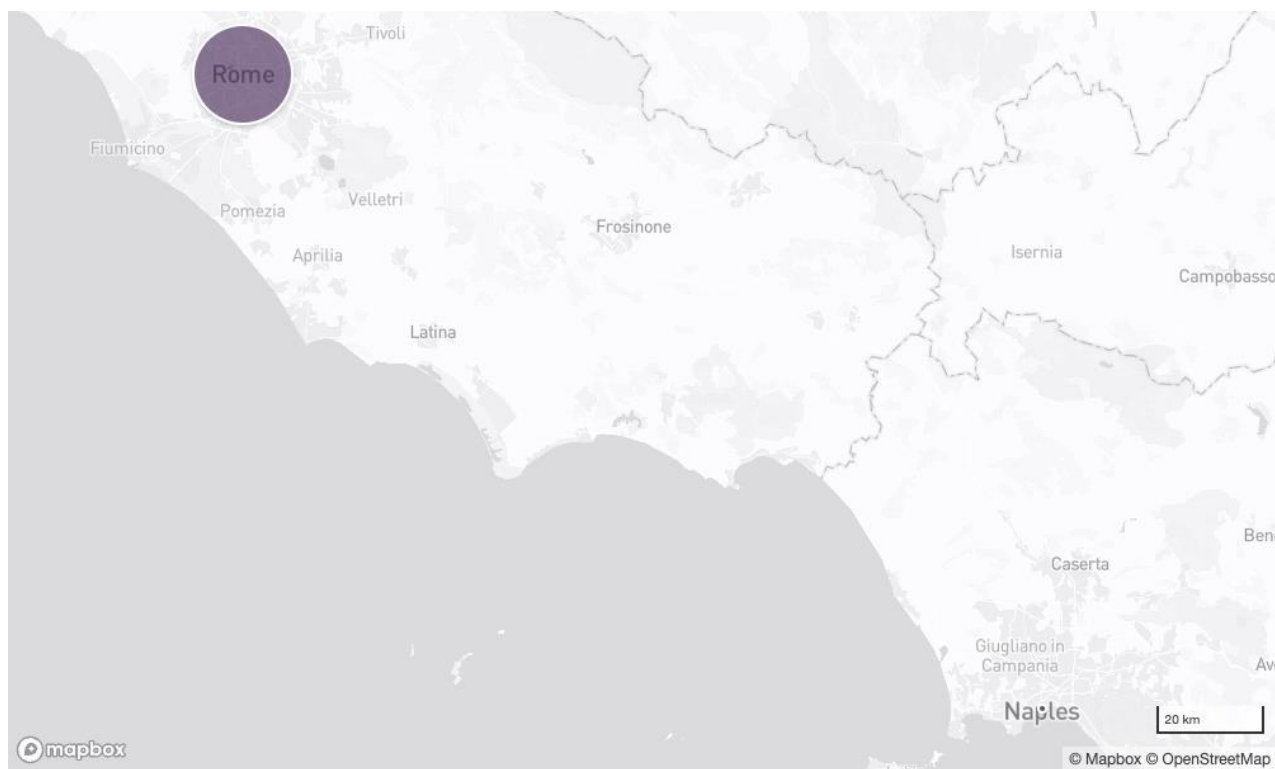 Tivoli
Rome
Fiumicino
Velletri
Pomezia
Frosinone
Aprilia
Isernia
Campobasso
Latina
Ben
Caserta
Giugliano in
Campania
Av
Naples
20 km
mapbox
© Mapbox © OpenStreetMap